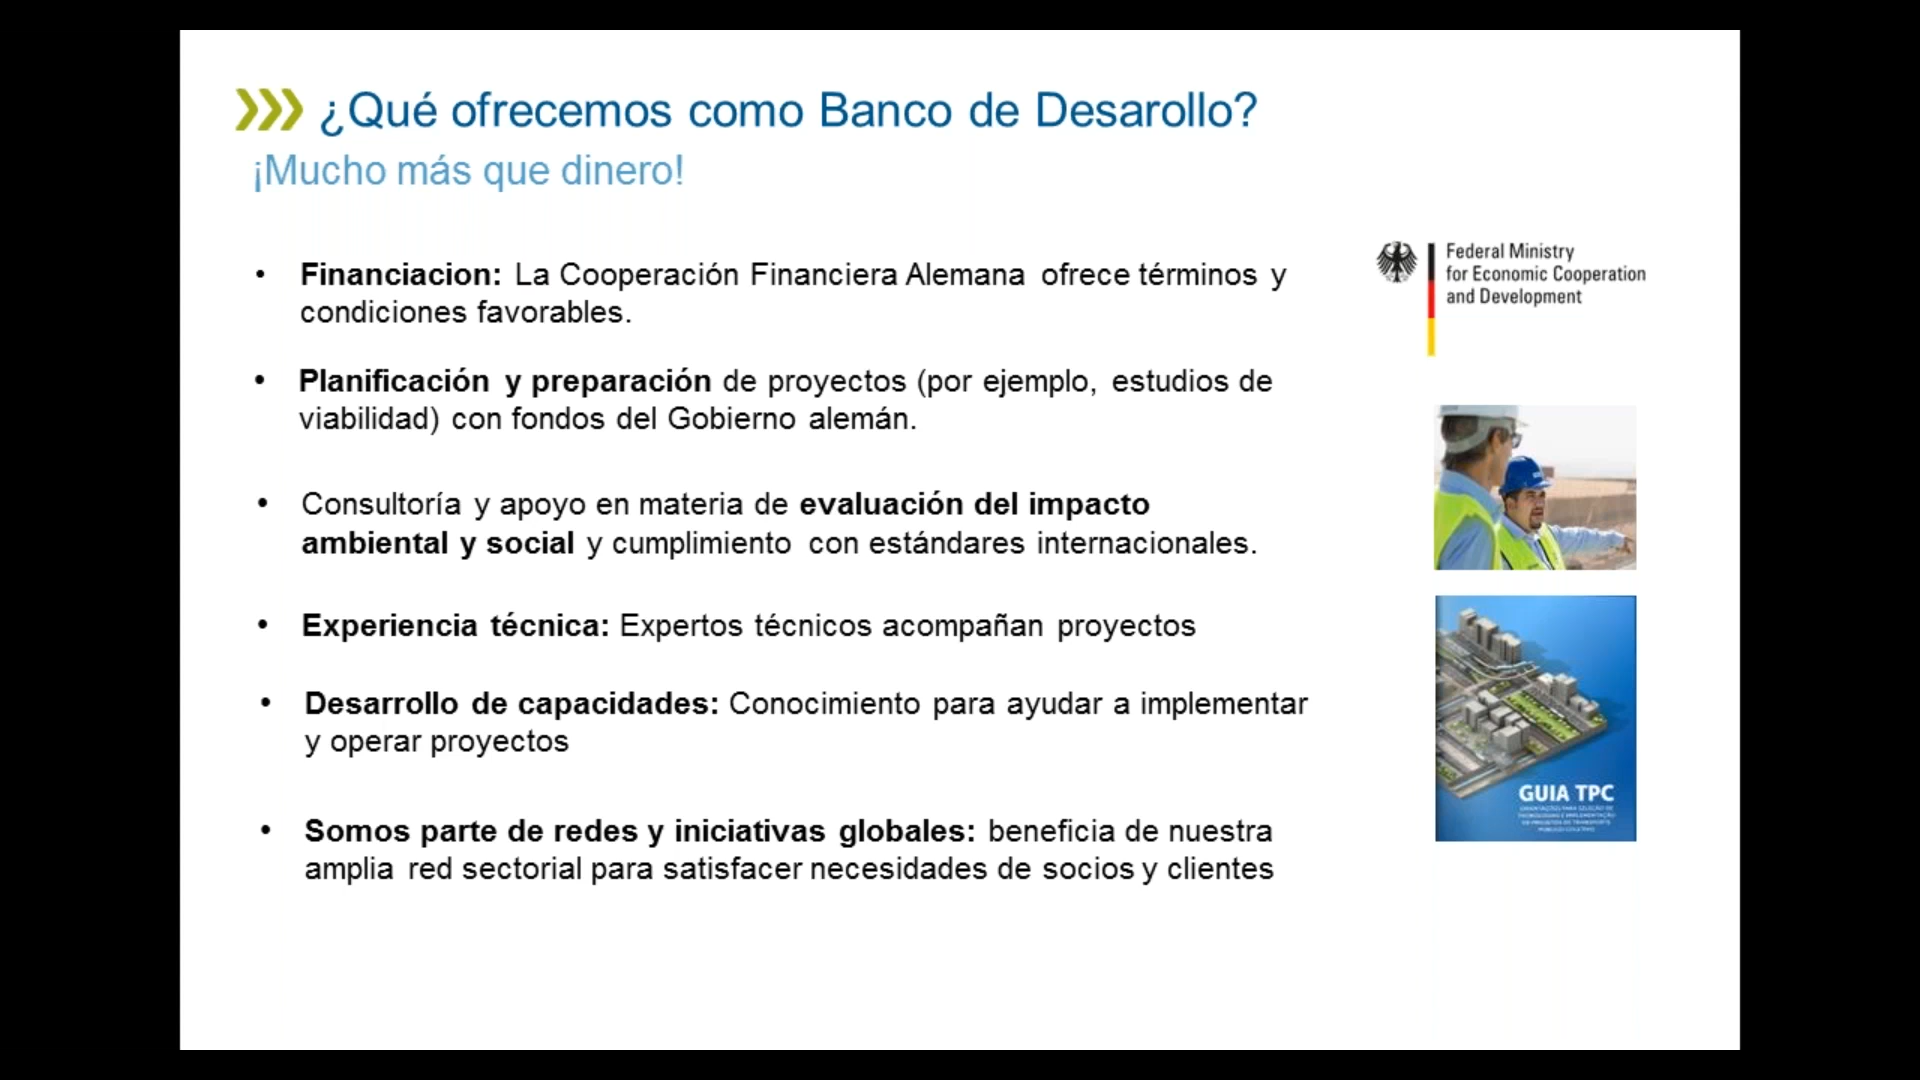 ¿Qué ofrecemos como Banco de Desarollo?
¡Mucho más que dinero!
• Financiacion: La Cooperación Financiera Alemana ofrece términos y
condiciones favorables.
• Planificación y preparación de proyectos (por ejemplo, estudios de
viabilidad) con fondos del Gobierno alemán.
• Consultoría y apoyo en materia de evaluación del impacto
ambiental y social y cumplimiento con estándares internacionales.
• Experiencia técnica: Expertos técnicos acompañan proyectos
• Desarrollo de capacidades: Conocimiento para ayudar a implementar
y operar proyectos
• Somos parte de redes y iniciativas globales: beneficia de nuestra
amplia red sectorial para satisfacer necesidades de socios y clientes
Federal Ministry
for Economic Cooperation
and Development
GUIA TPC